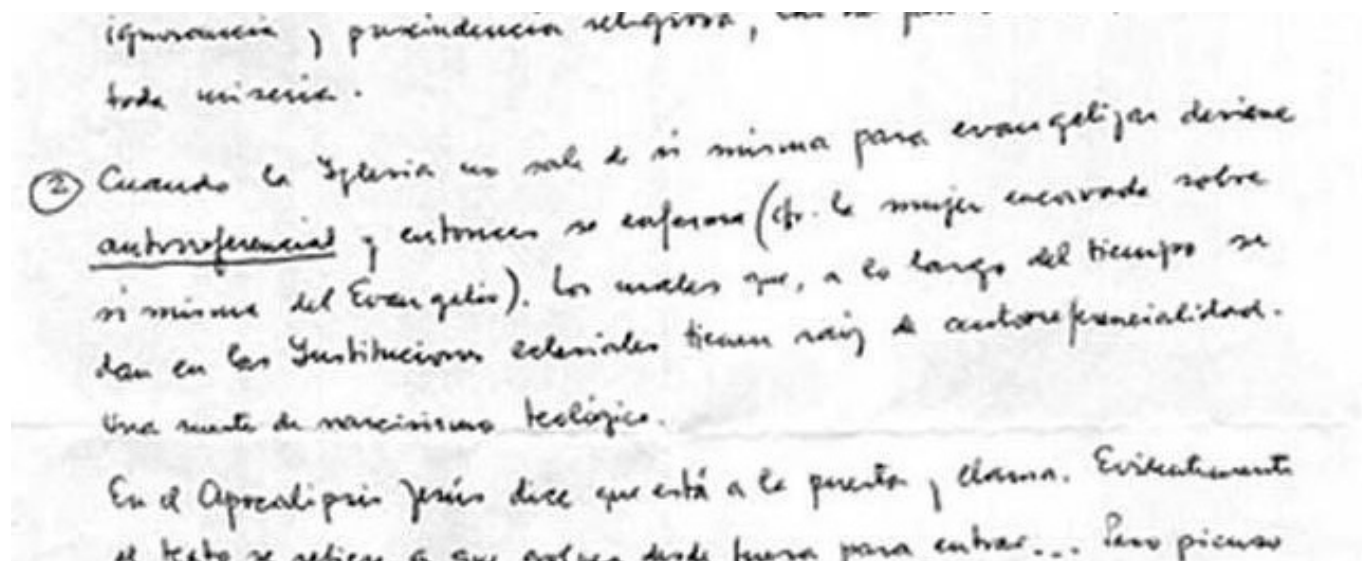 ignorancia y prescindencia religiosa, las de
toda miseria.
② Cuando la Iglesia no sale de sí misma para evangelizar deviene
autorreferencial y entonces se enferma (cfr. la mujer encorvada sobre
sí misma del Evangelio). Los males que, a lo largo del tiempo se
dan en las Instituciones eclesiales tienen raíz de autorreferencialidad.
Una suerte de narcisismo teológico.
En el Apocalipsis Jesús dice que está a la puerta y llama. Evidentemente
el texto se refiere a que golpea desde fuera para entrar... Pero pienso